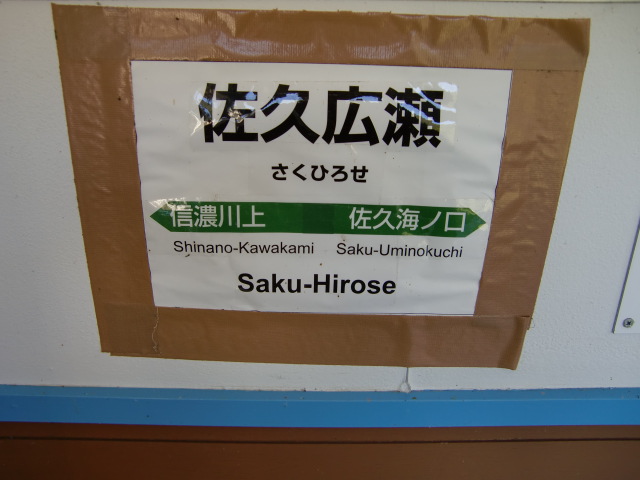 佐久広瀬
さくひろせ
信濃川上 佐久海ノ口
Shinano-Kawakami Saku-Uminokuchi
Saku-Hirose